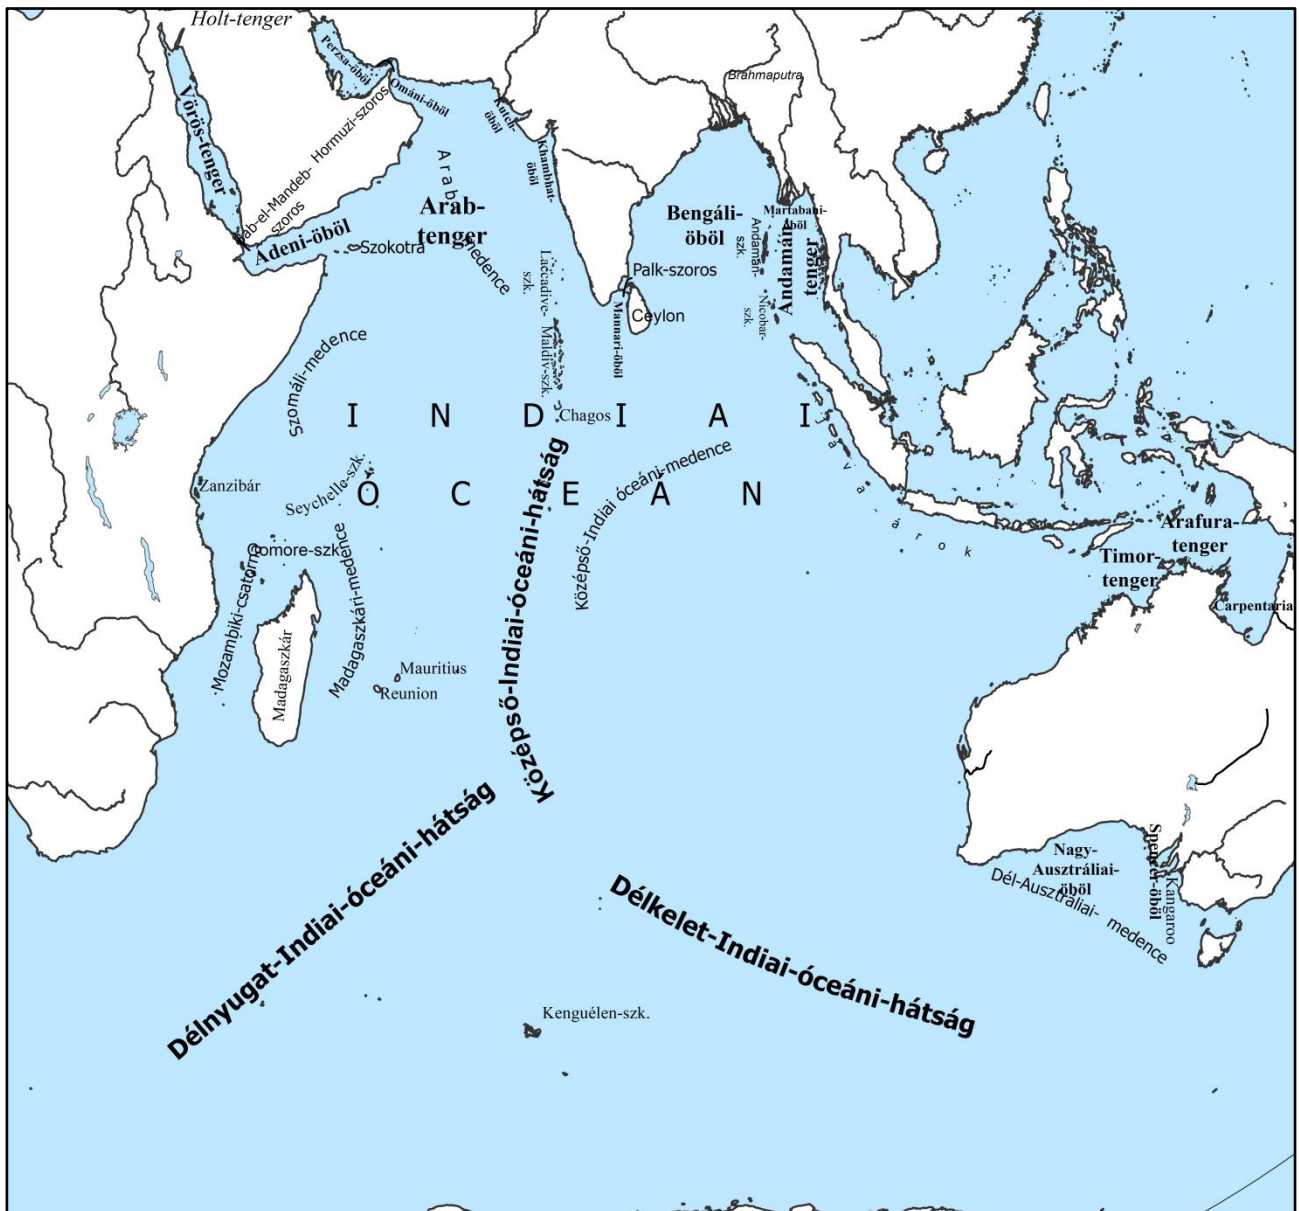 Holt-tenger
Perzsa-öböl
Ománi-öböl
Hormuzi-szoros
Vörös-tenger
Bab-el-Mandeb-
szoros
Adeni-öböl
Szokotra
Arab
medence
Arab-
tenger
Kutch-
öböl
Khambhat-
öböl
Brahmaputra
Bengáli-
öböl
Martabani-
öböl
Andamán-
szk.
Andamán-
tenger
Nicobar-
szk.
Palk-szoros
Ceylon
Mannari-öböl
Laccadive-
szk.
Maldív-szk.
Chagos
Szomáli-medence
INDIAI
ÓCEÁN
Zanzibár
Seychelle-szk.
Comore-szk.
Mozambiki-csatorna
Madagaszkár
Madagaszkári-medence
Mauritius
Reunion
Középső-Indiai-óceáni-hátság
Középső-Indiai óceáni-medence
Jáva-árok
Arafura-
tenger
Timor-
tenger
Carpentaria
Nagy-
Ausztráliai-
öböl
Spencer-öböl
Kangaroo
Dél-Ausztráliai- medence
Délnyugat-Indiai-óceáni-hátság
Délkelet-Indiai-óceáni-hátság
Kenguélen-szk.